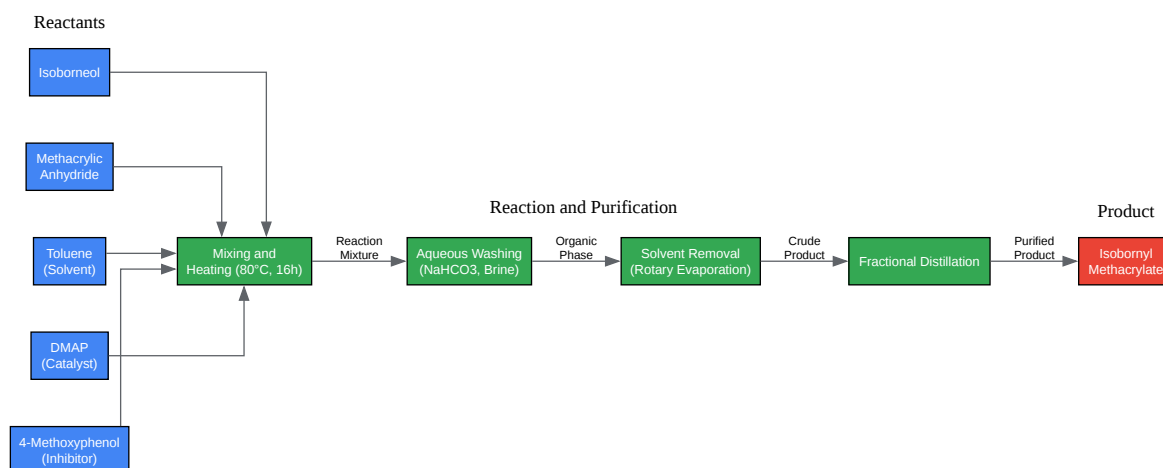 Reactants
Isoborneol
Methacrylic
Anhydride
Reaction and Purification
Product
Toluene
(Solvent)
Mixing and
Heating (80°C, 16h)
Reaction
Mixture
Aqueous Washing
(NaHCO3, Brine)
Organic
Phase
Solvent Removal
(Rotary Evaporation)
Crude
Product
Fractional Distillation
Purified
Product
Isobornyl
Methacrylate
DMAP
(Catalyst)
4-Methoxyphenol
(Inhibitor)